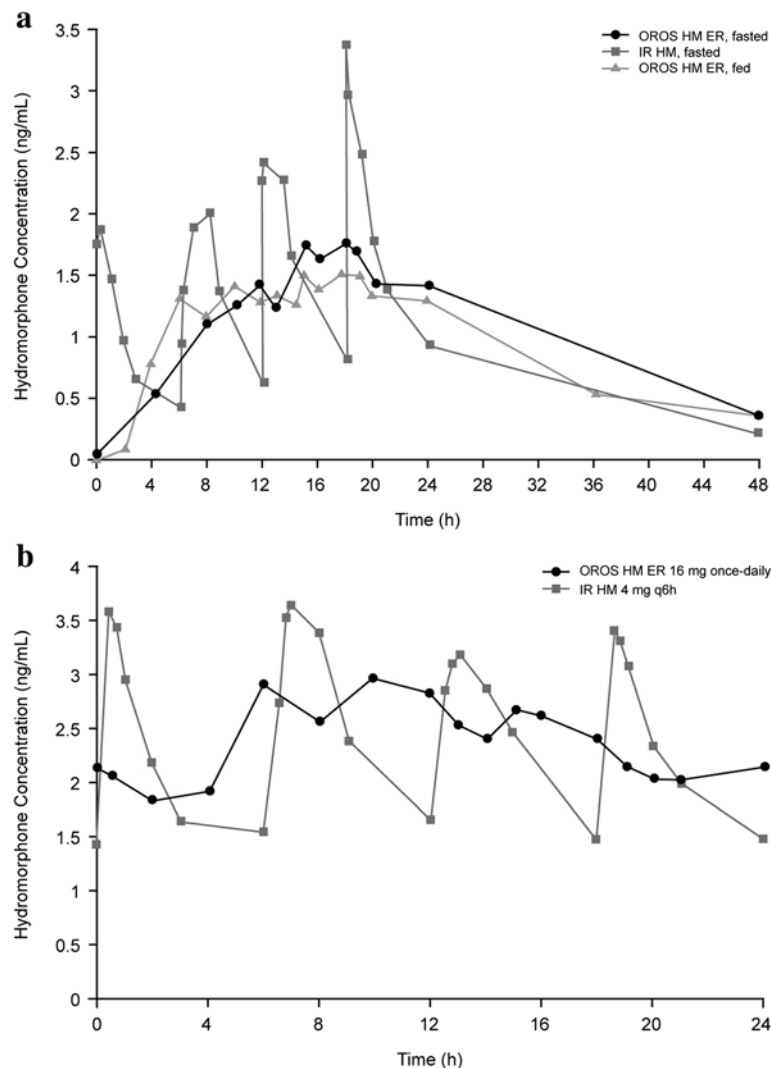 a
OROS HM ER, fasted
IR HM, fasted
OROS HM ER, fed
Hydromorphone Concentration (ng/mL)
3.5
3
2.5
2
1.5
1
0.5
0
0 4 8 12 16 20 24 28 32 36 40 44 48
Time (h)
b
OROS HM ER 16 mg once-daily
IR HM 4 mg q6h
Hydromorphone Concentration (ng/mL)
4
3.5
3
2.5
2
1.5
1
0.5
0
0 4 8 12 16 20 24
Time (h)